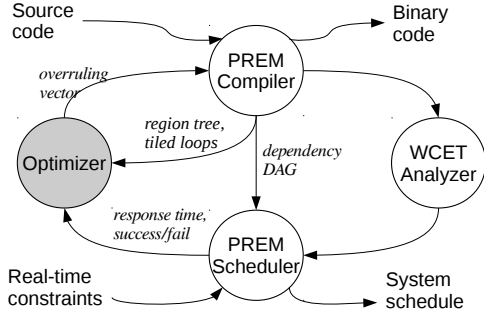 Source
code
Binary
code
PREM
Compiler
overruling
vector
region tree,
tiled loops
dependency
DAG
Optimizer
WCET
Analyzer
response time,
success/fail
PREM
Scheduler
Real-time
constraints
System
schedule